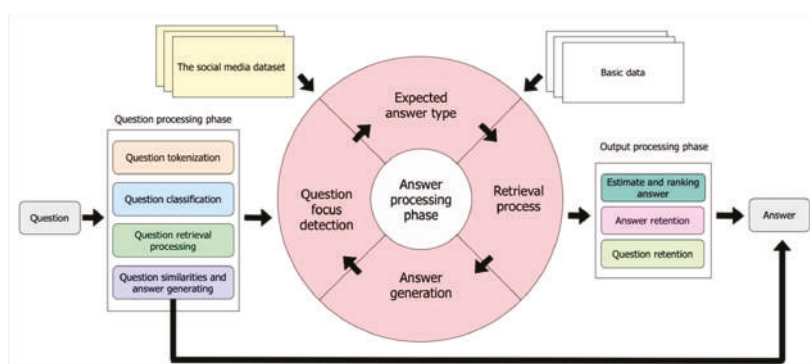 The social media dataset
Basic data
Question processing phase
Question tokenization
Question classification
Question retrieval
processing
Question similarities and
answer generating
Question
Expected
answer type
Question
focus
detection
Answer
processing
phase
Retrieval
process
Answer
generation
Output processing phase
Estimate and ranking
answer
Answer retention
Question retention
Answer